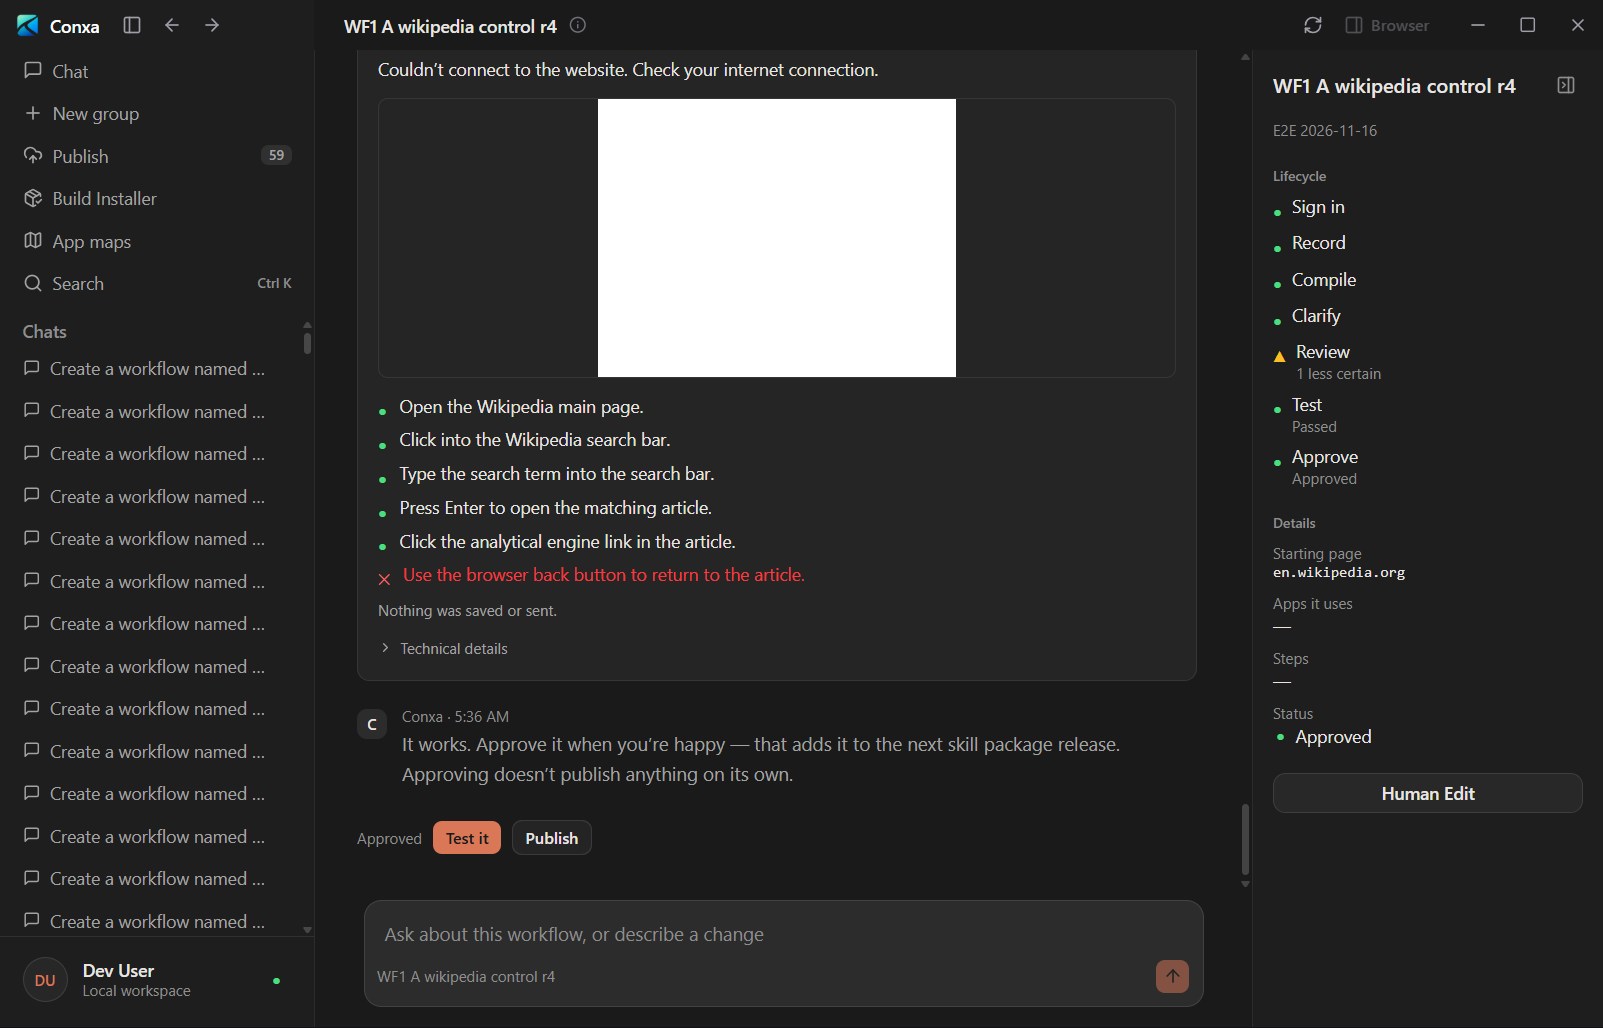 Conxa
WF1 A wikipedia control r4
Browser
Chat
New group
Publish
59
Build Installer
App maps
Search
Ctrl K
Chats
Create a workflow named ...
Create a workflow named ...
Create a workflow named ...
Create a workflow named ...
Create a workflow named ...
Create a workflow named ...
Create a workflow named ...
Create a workflow named ...
Create a workflow named ...
Create a workflow named ...
Create a workflow named ...
Create a workflow named ...
Create a workflow named ...
Create a workflow named ...
DU
Dev User
Local workspace
Couldn’t connect to the website. Check your internet connection.
Open the Wikipedia main page.
Click into the Wikipedia search bar.
Type the search term into the search bar.
Press Enter to open the matching article.
Click the analytical engine link in the article.
Use the browser back button to return to the article.
Nothing was saved or sent.
Technical details
C
Conxa · 5:36 AM
It works. Approve it when you’re happy — that adds it to the next skill package release.
Approving doesn’t publish anything on its own.
Approved
Test it
Publish
Ask about this workflow, or describe a change
WF1 A wikipedia control r4
WF1 A wikipedia control r4
E2E 2026-11-16
Lifecycle
Sign in
Record
Compile
Clarify
Review
1 less certain
Test
Passed
Approve
Approved
Details
Starting page
en.wikipedia.org
Apps it uses
—
Steps
—
Status
Approved
Human Edit